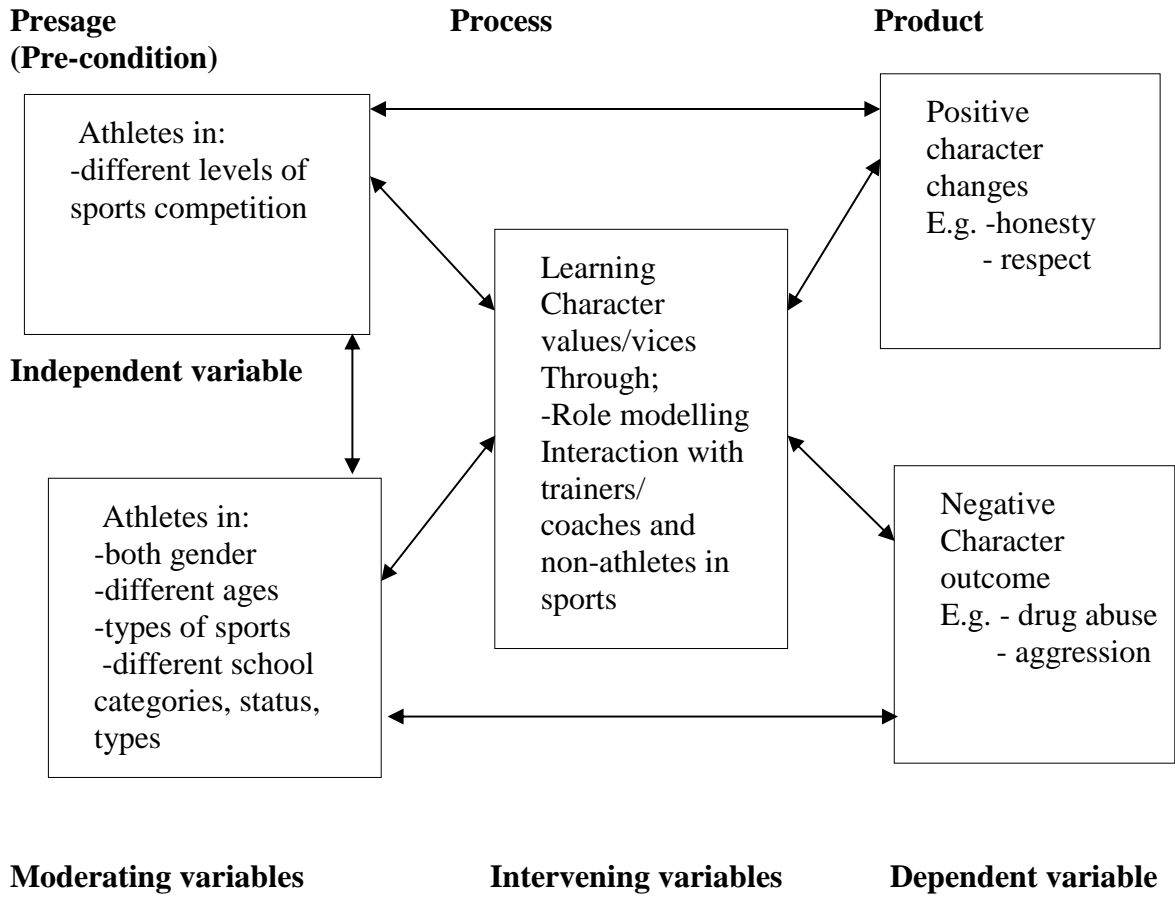 Presage
(Pre-condition)
Process
Product
Athletes in:
-different levels of
sports competition
Independent variable
Athletes in:
-both gender
-different ages
-types of sports
-different school
categories, status,
types
Moderating variables
Learning
Character
values/vices
Through;
-Role modelling
Interaction with
trainers/
coaches and
non-athletes in
sports
Intervening variables
Positive
character
changes
E.g. -honesty
- respect
Negative
Character
outcome
E.g. - drug abuse
- aggression
Dependent variable